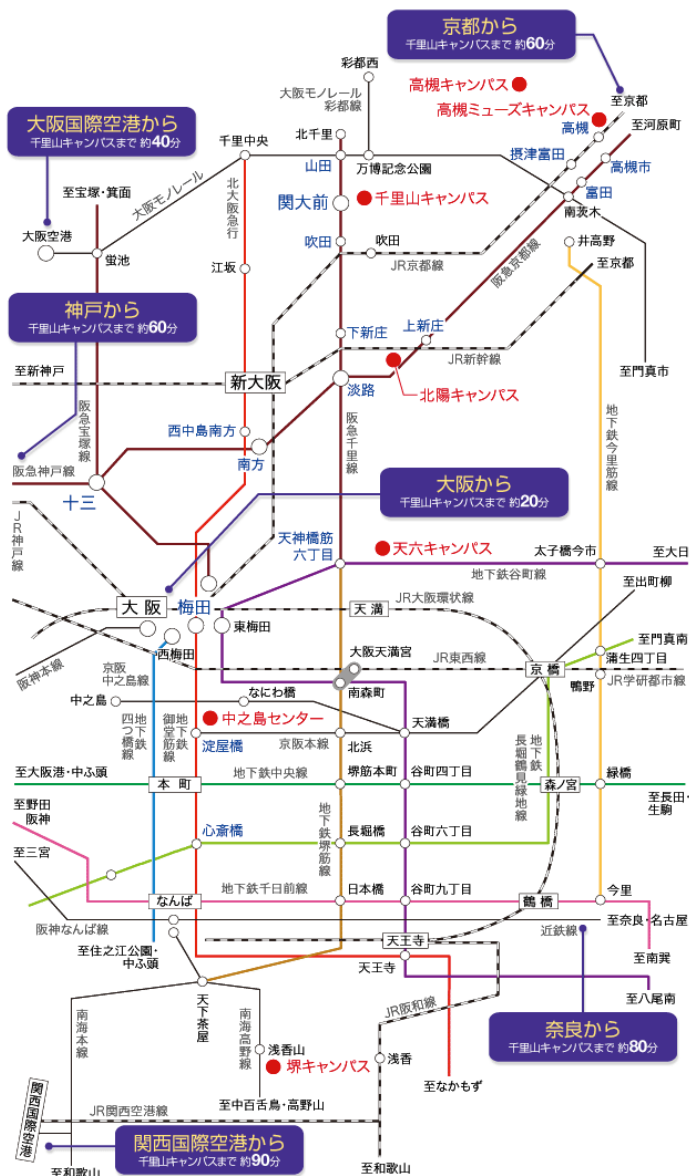 京都から
千里山キャンパスまで 約60分
彩都西
大阪モノレール
彩都線
高槻キャンパス
高槻ミューズキャンパス
至京都
大阪国際空港から
千里山キャンパスまで 約40分
千里中央
北千里
高槻
至河原町
山田
万博記念公園
摂津富田
高槻市
至宝塚・箕面
大阪モノレール
北大阪急行
関大前
千里山キャンパス
富田
南茨木
大阪空港
蛍池
江坂
吹田
吹田
JR京都線
阪急京都線
井高野
至京都
神戸から
千里山キャンパスまで 約60分
下新庄
上新庄
至新神戸
新大阪
JR新幹線
至門真市
淡路
北陽キャンパス
阪急宝塚線
西中島南方
阪急千里線
地下鉄今里筋線
阪急神戸線
南方
十三
大阪から
千里山キャンパスまで 約20分
JR神戸線
天神橋筋
六丁目
天六キャンパス
太子橋今市
至大日
地下鉄谷町線
至出町柳
大阪
梅田
天満
JR大阪環状線
東梅田
西梅田
大阪天満宮
至門真南
阪神本線
京阪
中之島線
JR東西線
京橋
蒲生四丁目
鴫野
JR学研都市線
中之島
なにわ橋
南森町
地下鉄
四つ橋線
地下鉄
御堂筋線
中之島センター
天満橋
淀屋橋
京阪本線
北浜
地下鉄
長堀鶴見緑地線
至大阪港・中ふ頭
本町
地下鉄中央線
堺筋本町
谷町四丁目
森ノ宮
緑橋
至長田・
生駒
至野田
阪神
心斎橋
地下鉄堺筋線
長堀橋
谷町六丁目
至三宮
なんば
地下鉄千日前線
日本橋
谷町九丁目
鶴橋
今里
阪神なんば線
近鉄線
至奈良・名古屋
至住之江公園・
中ふ頭
天王寺
天王寺
至南巽
天下茶屋
至八尾南
南海本線
南海高野線
JR阪和線
奈良から
千里山キャンパスまで 約80分
浅香山
堺キャンパス
浅香
至なかもず
至中百舌鳥・高野山
関西国際空港
JR関西空港線
関西国際空港から
千里山キャンパスまで 約90分
至和歌山
至和歌山